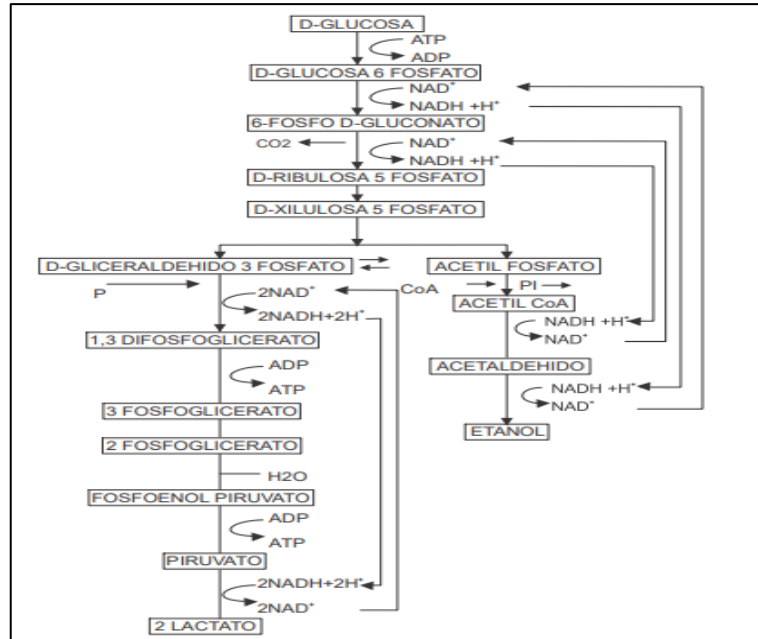 D-GLUCOSA
ATP
ADP
D-GLUCOSA 6 FOSFATO
NAD+
NADH +H+
6-FOSFO D-GLUCONATO
CO2
NAD+
NADH +H+
D-RIBULOSA 5 FOSFATO
D-XILULOSA 5 FOSFATO
D-GLICERALDEHIDO 3 FOSFATO
P
2NAD+
2NADH+2H+
1,3 DIFOSFOGLICERATO
ADP
ATP
3 FOSFOGLICERATO
2 FOSFOGLICERATO
H2O
FOSFOENOL PIRUVATO
ADP
ATP
PIRUVATO
2NADH+2H+
2NAD+
2 LACTATO
ACETIL FOSFATO
CoA
PI
ACETIL CoA
NADH +H+
NAD+
ACETALDEHIDO
NADH +H+
NAD+
ETANOL